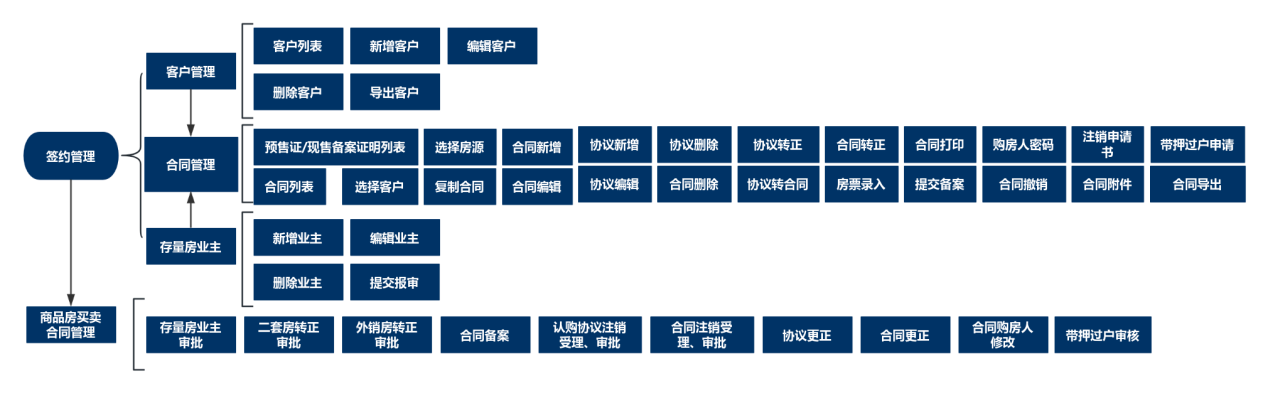 客户列表
新增客户
编辑客户
客户管理
删除客户
导出客户
签约管理
合同管理
预售证/现售备案证明列表
选择房源
合同新增
协议新增
协议删除
协议转正
合同转正
合同打印
购房人密码
注销申请
书
带押过户申请
合同列表
选择客户
复制合同
合同编辑
协议编辑
合同删除
协议转合同
房票录入
提交备案
合同撤销
合同附件
合同导出
存量房业主
新增业主
编辑业主
删除业主
提交报审
商品房买卖
合同管理
存量房业主
审批
二套房转正
审批
外销房转正
审批
合同备案
认购协议注销
受理、审批
合同注销受
理、审批
协议更正
合同更正
合同购房人
修改
带押过户审核